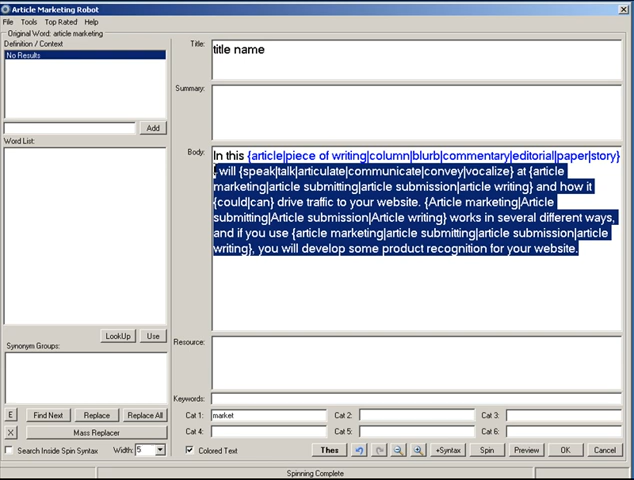 Article Marketing Robot
File Tools Top Rated Help
Original Word: article marketing
Definition / Context
No Results
Add
Word List:
LookUp Use
Synonym Groups:
E Find Next Replace Replace All
X Mass Replacer
Search Inside Spin Syntax Width: 5
Title:
title name
Summary:
Body:
In this {article|piece of writing|column|blurb|commentary|editorial|paper|story}
, will {speak|talk|articulate|communicate|convey|vocalize} at {article
marketing|article submitting|article submission|article writing} and how it
{could|can} drive traffic to your website. {Article marketing|Article
submitting|Article submission|Article writing} works in several different ways,
and if you use {article marketing|article submitting|article submission|article
writing}, you will develop some product recognition for your website.
Resource:
Keywords:
Cat 1: market Cat 2: Cat 3:
Cat 4: Cat 5: Cat 6:
Colored Text Thes +Syntax Spin Preview OK Cancel
Spinning Complete